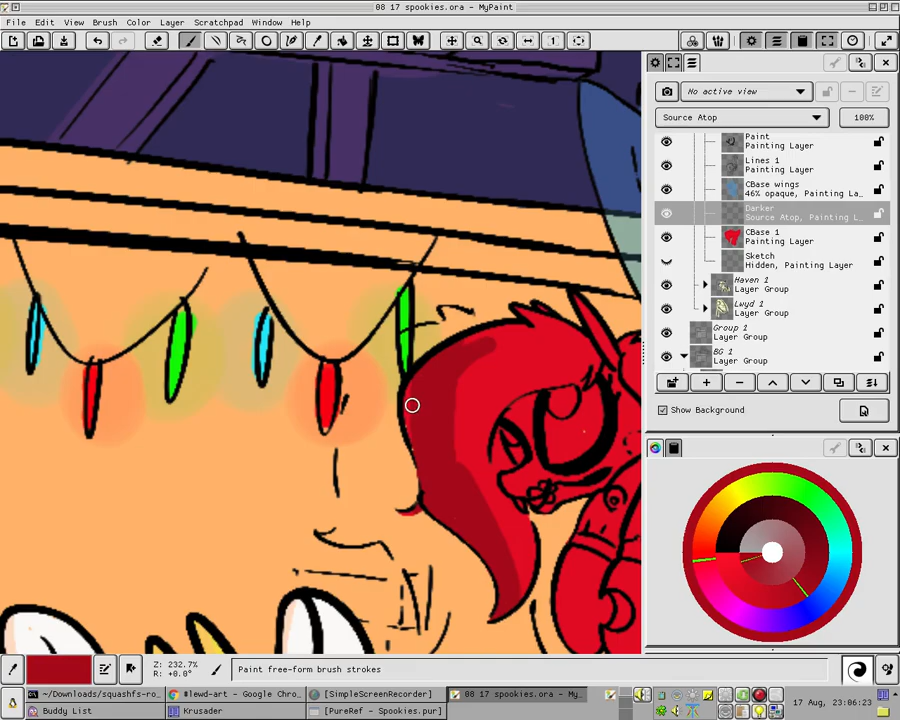 08 17 spookies.ora - MyPaint
File Edit View Brush Color Layer Scratchpad Window Help
No active view
Source Atop 100%
Paint
Painting Layer
Lines 1
Painting Layer
CBase wings
46% opaque, Painting La...
Darker
Source Atop, Painting L...
CBase 1
Painting Layer
Sketch
Hidden, Painting Layer
Haven 1
Layer Group
Lwyd 1
Layer Group
Group 1
Layer Group
BG 1
Layer Group
Show Background
Z: 232.7%
R: +0.0°
Paint free-form brush strokes
~/Downloads/squashfs-ro... #lewd-art - Google Chro... [SimpleScreenRecorder] 08 17 spookies.ora - My...
Buddy List Krusader [PureRef - Spookies.pur] 17 Aug, 23:06:23